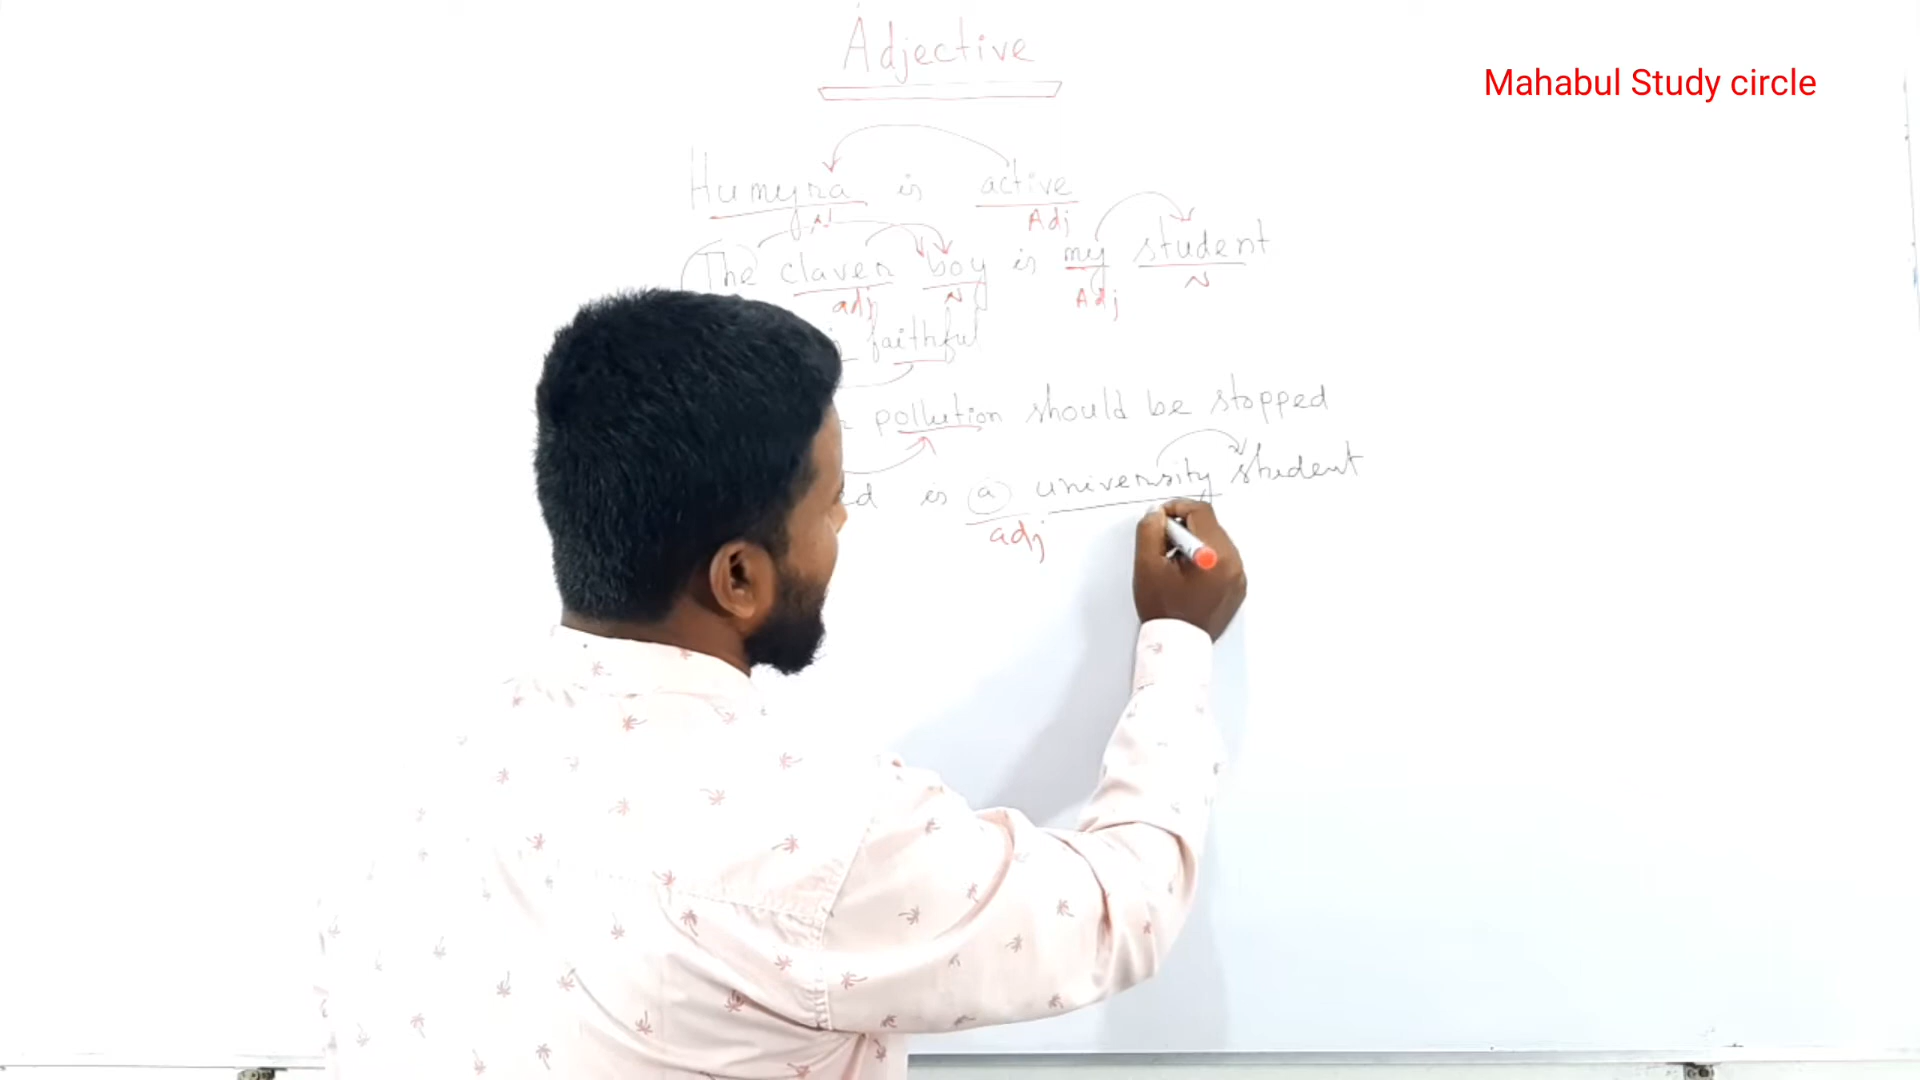 Adjective
Mahabul Study circle
Humyra is active
N Adj
The claver boy is my student
adj N Adj N
faithful
pollution should be stopped
is a university student
adj